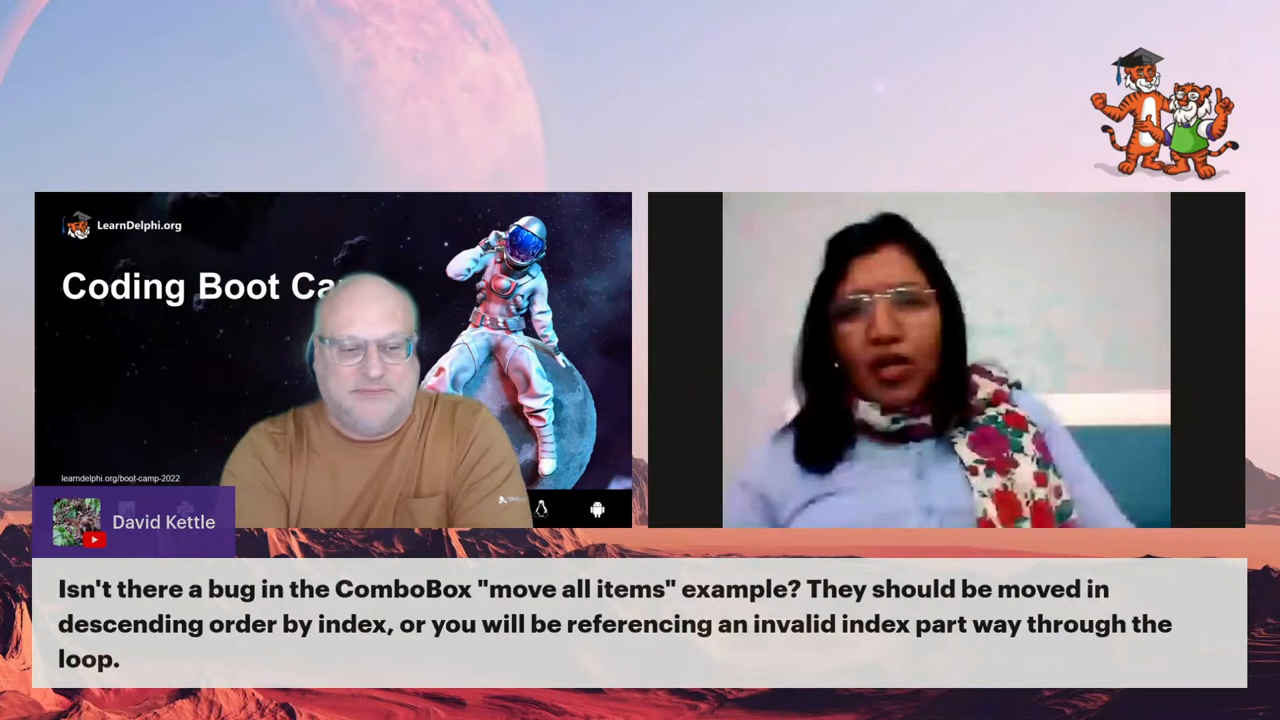 LearnDelphi.org
Coding Boot Ca
learndelphi.org/boot-camp-2022
David Kettle
Isn't there a bug in the ComboBox "move all items" example? They should be moved in
descending order by index, or you will be referencing an invalid index part way through the
loop.